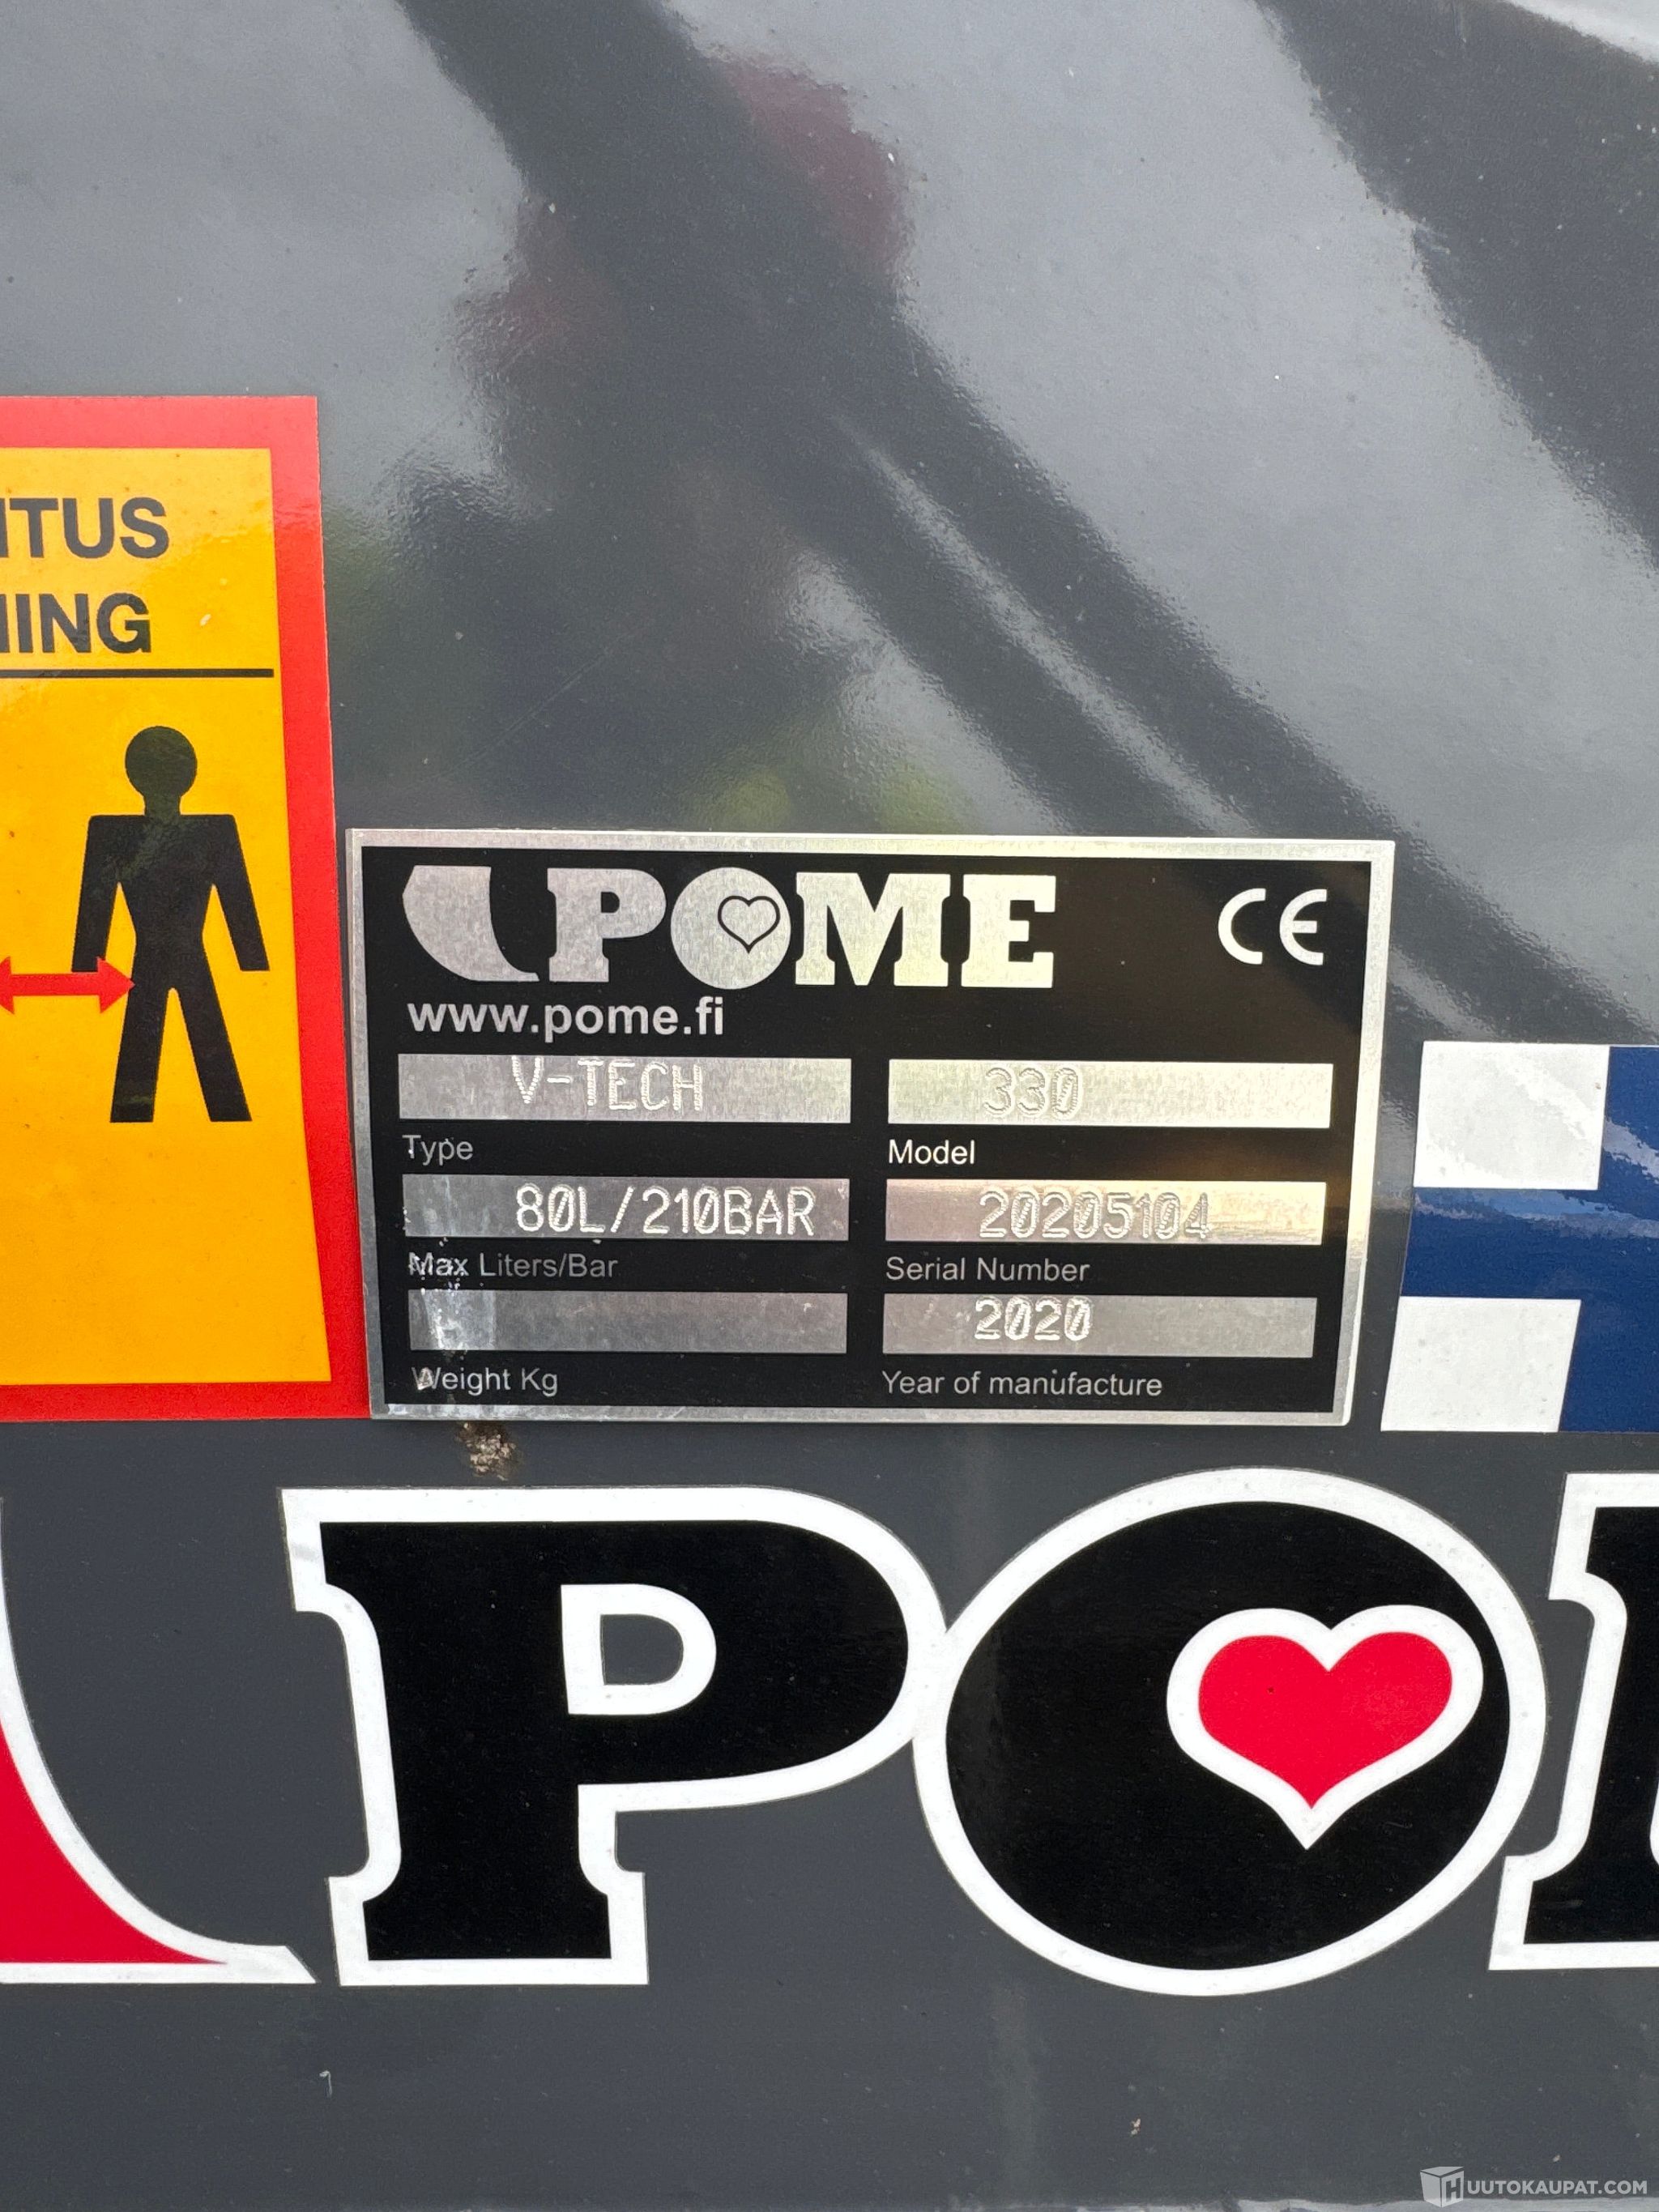 ITUS
NING
POME
CE
www.pome.fi
V-TECH
330
Type
Model
80L/210BAR
20205104
Max Liters/Bar
Serial Number
2020
Weight Kg
Year of manufacture
PO
HUUTOKAUPAT.COM